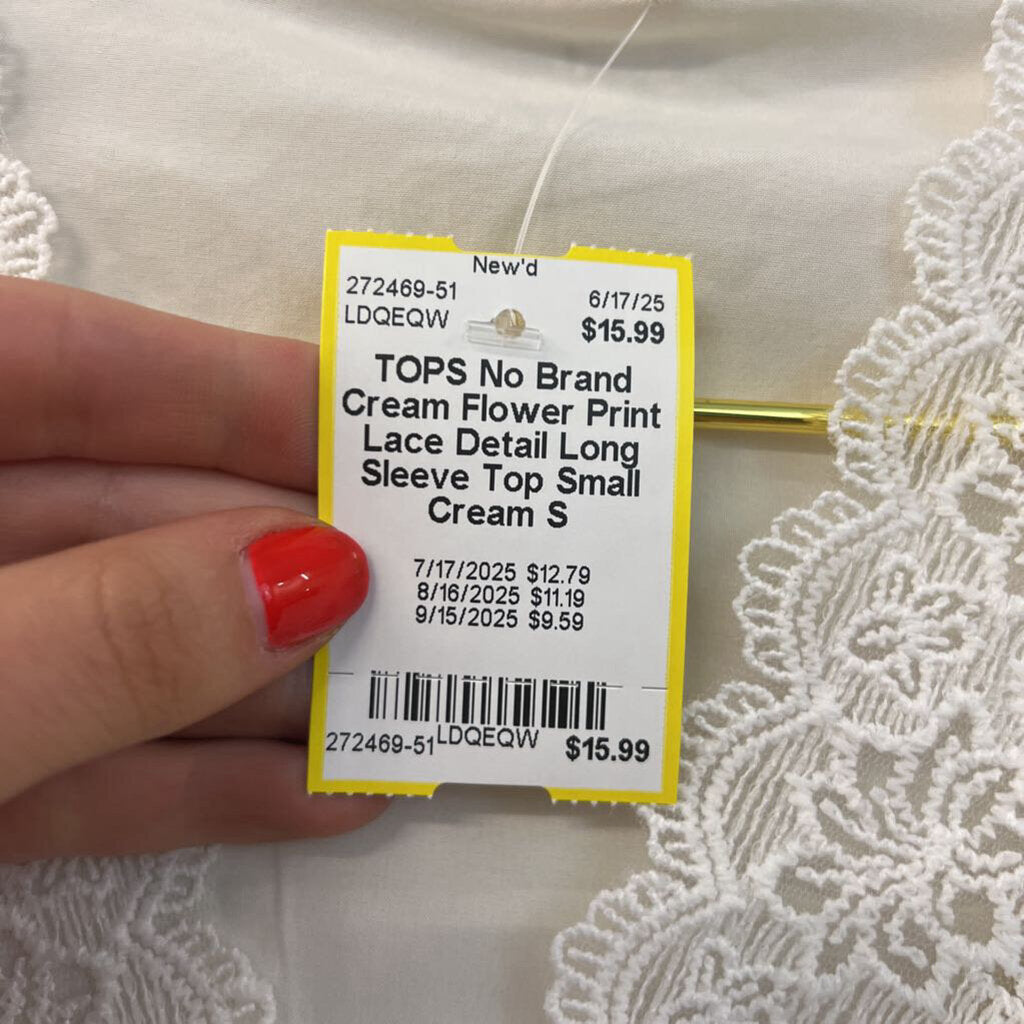 New'd
272469-51
6/17/25
LDQEQW
$15.99
TOPS No Brand
Cream Flower Print
Lace Detail Long
Sleeve Top Small
Cream S
7/17/2025 $12.79
8/16/2025 $11.19
9/15/2025 $9.59
272469-51 LDQEQW $15.99